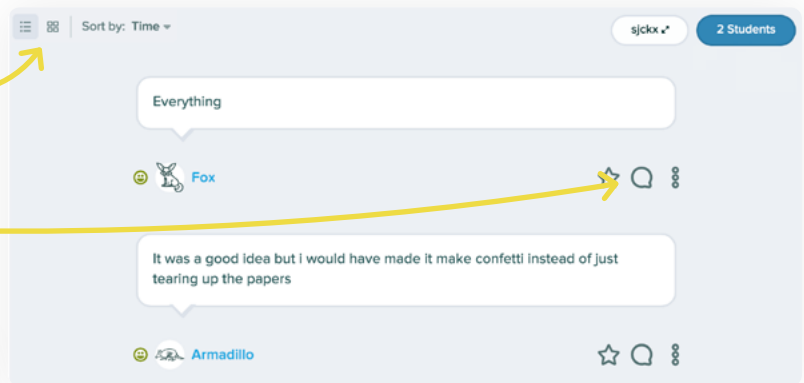 Sort by: Time
sjckx
2 Students
Everything
Fox
It was a good idea but i would have made it make confetti instead of just
tearing up the papers
Armadillo